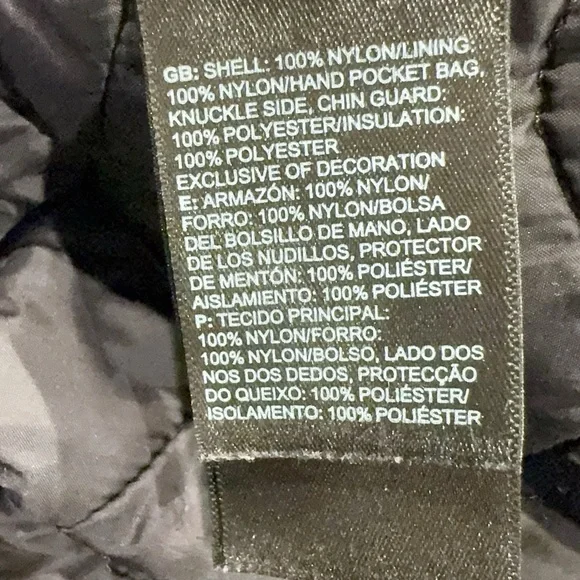 GB: SHELL: 100% NYLON/LINING:
100% NYLON/HAND POCKET BAG,
KNUCKLE SIDE, CHIN GUARD:
100% POLYESTER/INSULATION:
100% POLYESTER
EXCLUSIVE OF DECORATION
E: ARMAZÓN: 100% NYLON/
FORRO: 100% NYLON/BOLSA
DEL BOLSILLO DE MANO, LADO
DE LOS NUDILLOS, PROTECTOR
DE MENTÓN: 100% POLIÉSTER/
AISLAMIENTO: 100% POLIÉSTER
P: TECIDO PRINCIPAL:
100% NYLON/FORRO:
100% NYLON/BOLSO, LADO DOS
NOS DOS DEDOS, PROTECÇÃO
DO QUEIXO: 100% POLIÉSTER/
ISOLAMENTO: 100% POLIÉSTER